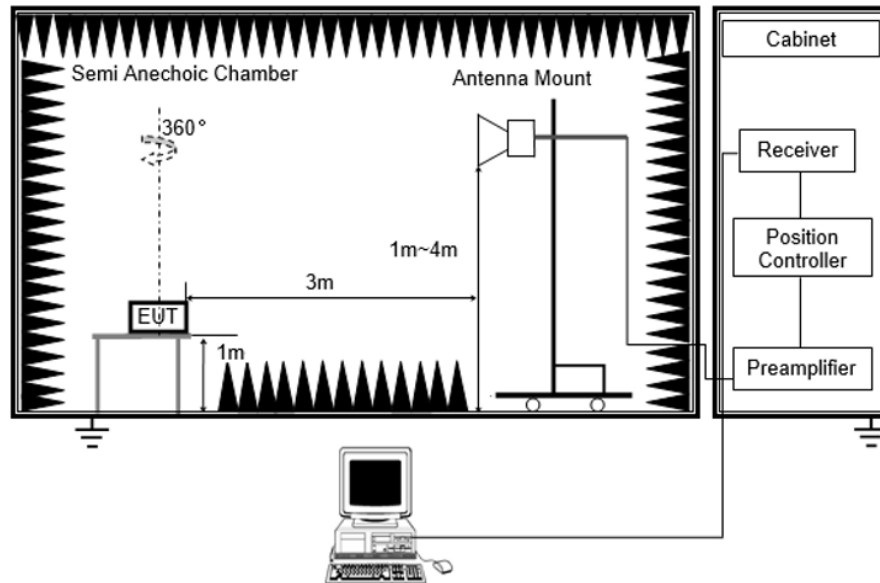 Semi Anechoic Chamber
Antenna Mount
Cabinet
360°
Receiver
1m~4m
Position
Controller
3m
EUT
1m
Preamplifier